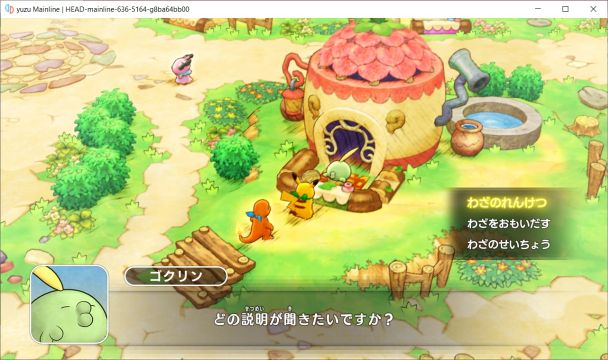 yuzu Mainline | HEAD-mainline-636-5164-g8ba64bb00
わざのれんけつ
わざをおもいだす
わざのせいちょう
ゴクリン
どの説明が聞きたいですか？